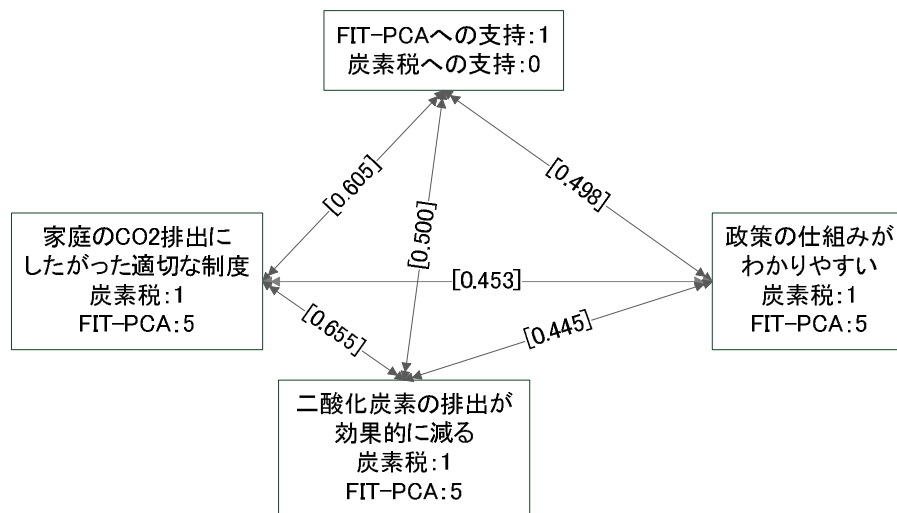 FIT-PCAへの支持:1
炭素税への支持:0
[0.605]
[0.498]
[0.500]
家庭のCO2排出に
したがった適切な制度
炭素税:1
FIT-PCA:5
政策の仕組みが
わかりやすい
炭素税:1
FIT-PCA:5
[0.453]
[0.655]
[0.445]
二酸化炭素の排出が
効果的に減る
炭素税:1
FIT-PCA:5